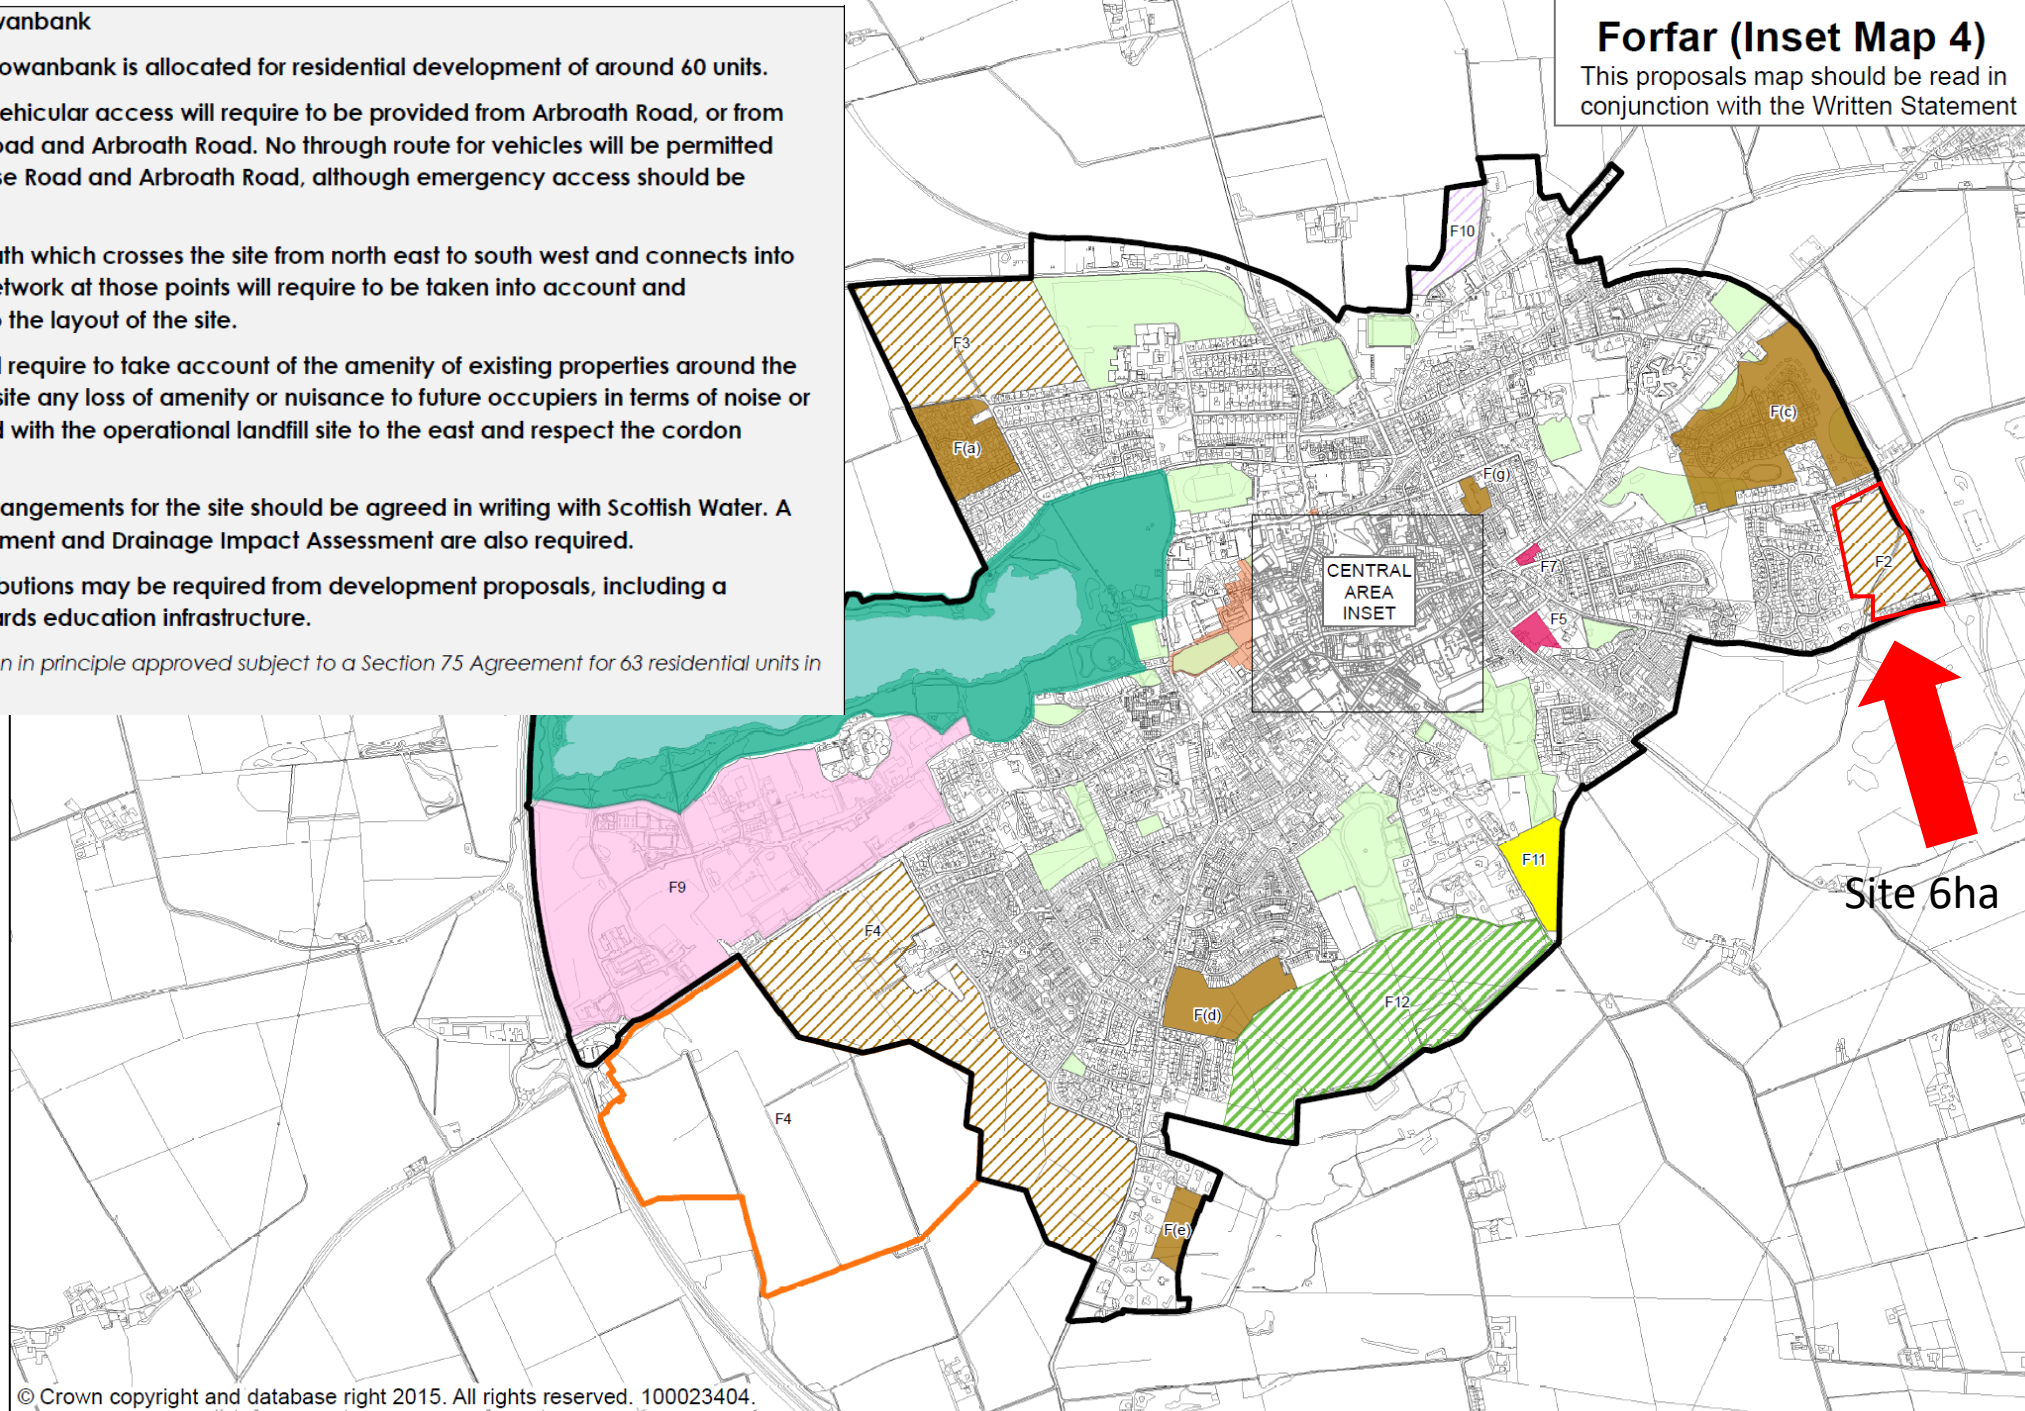 wanbank
owanbank is allocated for residential development of around 60 units.
ehicular access will require to be provided from Arbroath Road, or from
oad and Arbroath Road. No through route for vehicles will be permitted
se Road and Arbroath Road, although emergency access should be
ath which crosses the site from north east to south west and connects into
etwork at those points will require to be taken into account and
o the layout of the site.
l require to take account of the amenity of existing properties around the
site any loss of amenity or nuisance to future occupiers in terms of noise or
d with the operational landfill site to the east and respect the cordon
rangements for the site should be agreed in writing with Scottish Water. A
ment and Drainage Impact Assessment are also required.
butions may be required from development proposals, including a
ards education infrastructure.
n in principle approved subject to a Section 75 Agreement for 63 residential units in
Forfar (Inset Map 4)
This proposals map should be read in
conjunction with the Written Statement
F10
F3
F(c)
F(a)
F(g)
F2
F7
CENTRAL
AREA
INSET
F5
F11
F9
Site 6ha
F4
F12
F(d)
F4
F(e)
© Crown copyright and database right 2015. All rights reserved. 100023404.